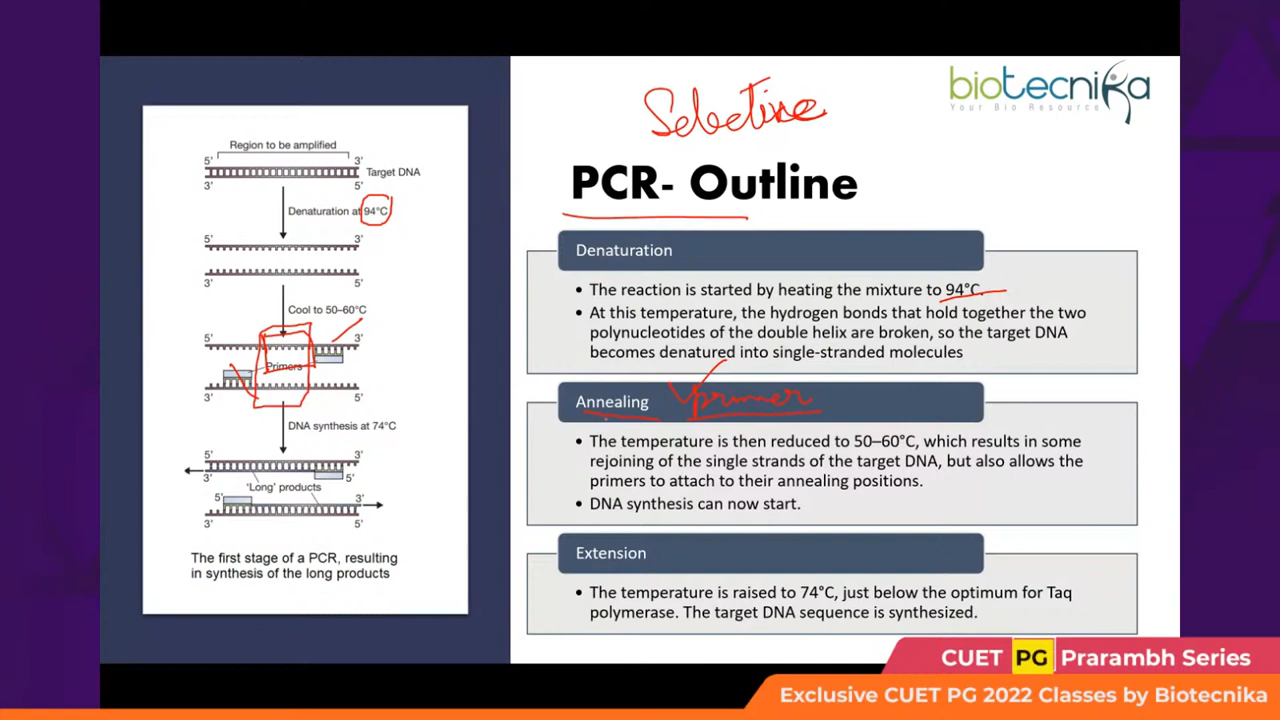 Selective
biotecnika
Your Bio Resource
PCR- Outline
Region to be amplified
5' 3'
Target DNA
3' 5'
Denaturation at 94°C
5' 3'
3' 5'
Cool to 50–60°C
5' 3'
Primers
3' 5'
DNA synthesis at 74°C
5' 3'
3' 5'
'Long' products
5' 3'
3' 5'
The first stage of a PCR, resulting
in synthesis of the long products
Denaturation
• The reaction is started by heating the mixture to 94°C.
• At this temperature, the hydrogen bonds that hold together the two
polynucleotides of the double helix are broken, so the target DNA
becomes denatured into single-stranded molecules
Annealing primer
• The temperature is then reduced to 50–60°C, which results in some
rejoining of the single strands of the target DNA, but also allows the
primers to attach to their annealing positions.
• DNA synthesis can now start.
Extension
• The temperature is raised to 74°C, just below the optimum for Taq
polymerase. The target DNA sequence is synthesized.
CUET PG Prarambh Series
Exclusive CUET PG 2022 Classes by Biotecnika